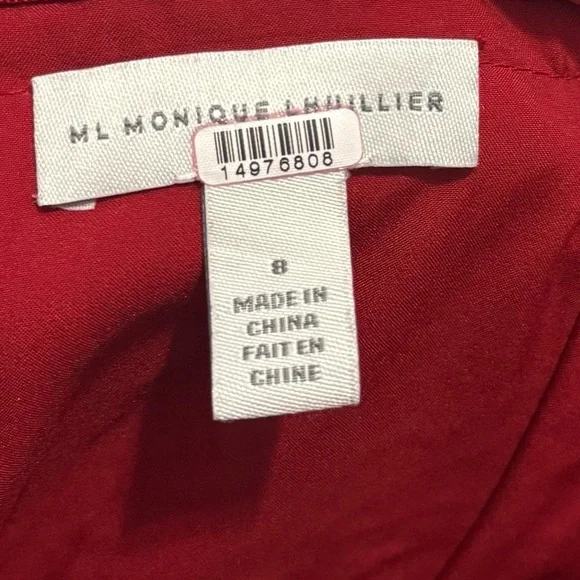 ML MONIQUE LHUILLIER
14976808
8
MADE IN
CHINA
FAIT EN
CHINE